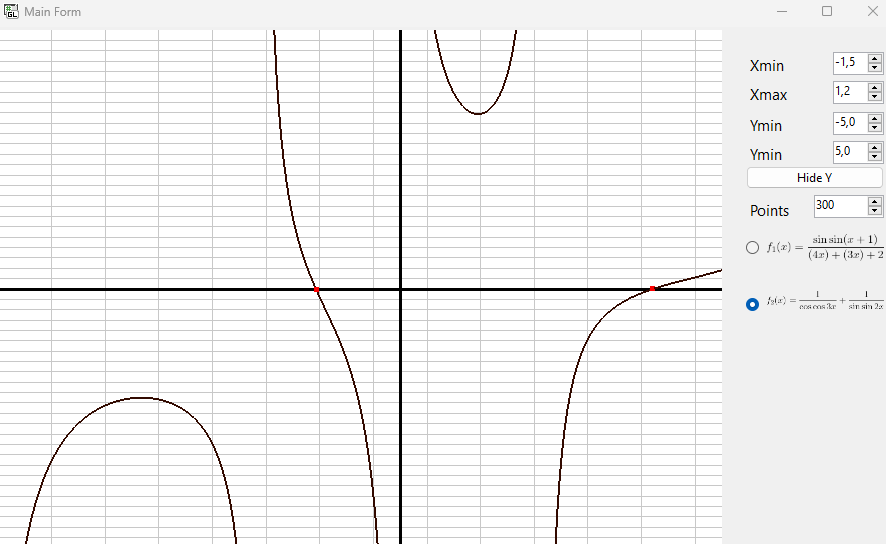 Main Form
Xmin -1,5
Xmax 1,2
Ymin -5,0
Ymin 5,0
Hide Y
Points 300
f₁(x) = sin sin(x + 1) / (4x) + (3x) + 2
f₂(x) = 1 / cos cos 3x + 1 / sin sin 2x